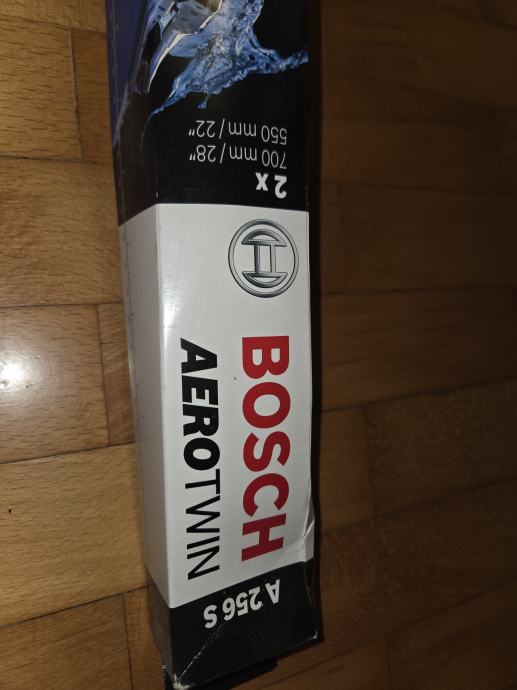 2 x
700 mm / 28"
550 mm / 22"
BOSCH
AEROTWIN
A 256 S